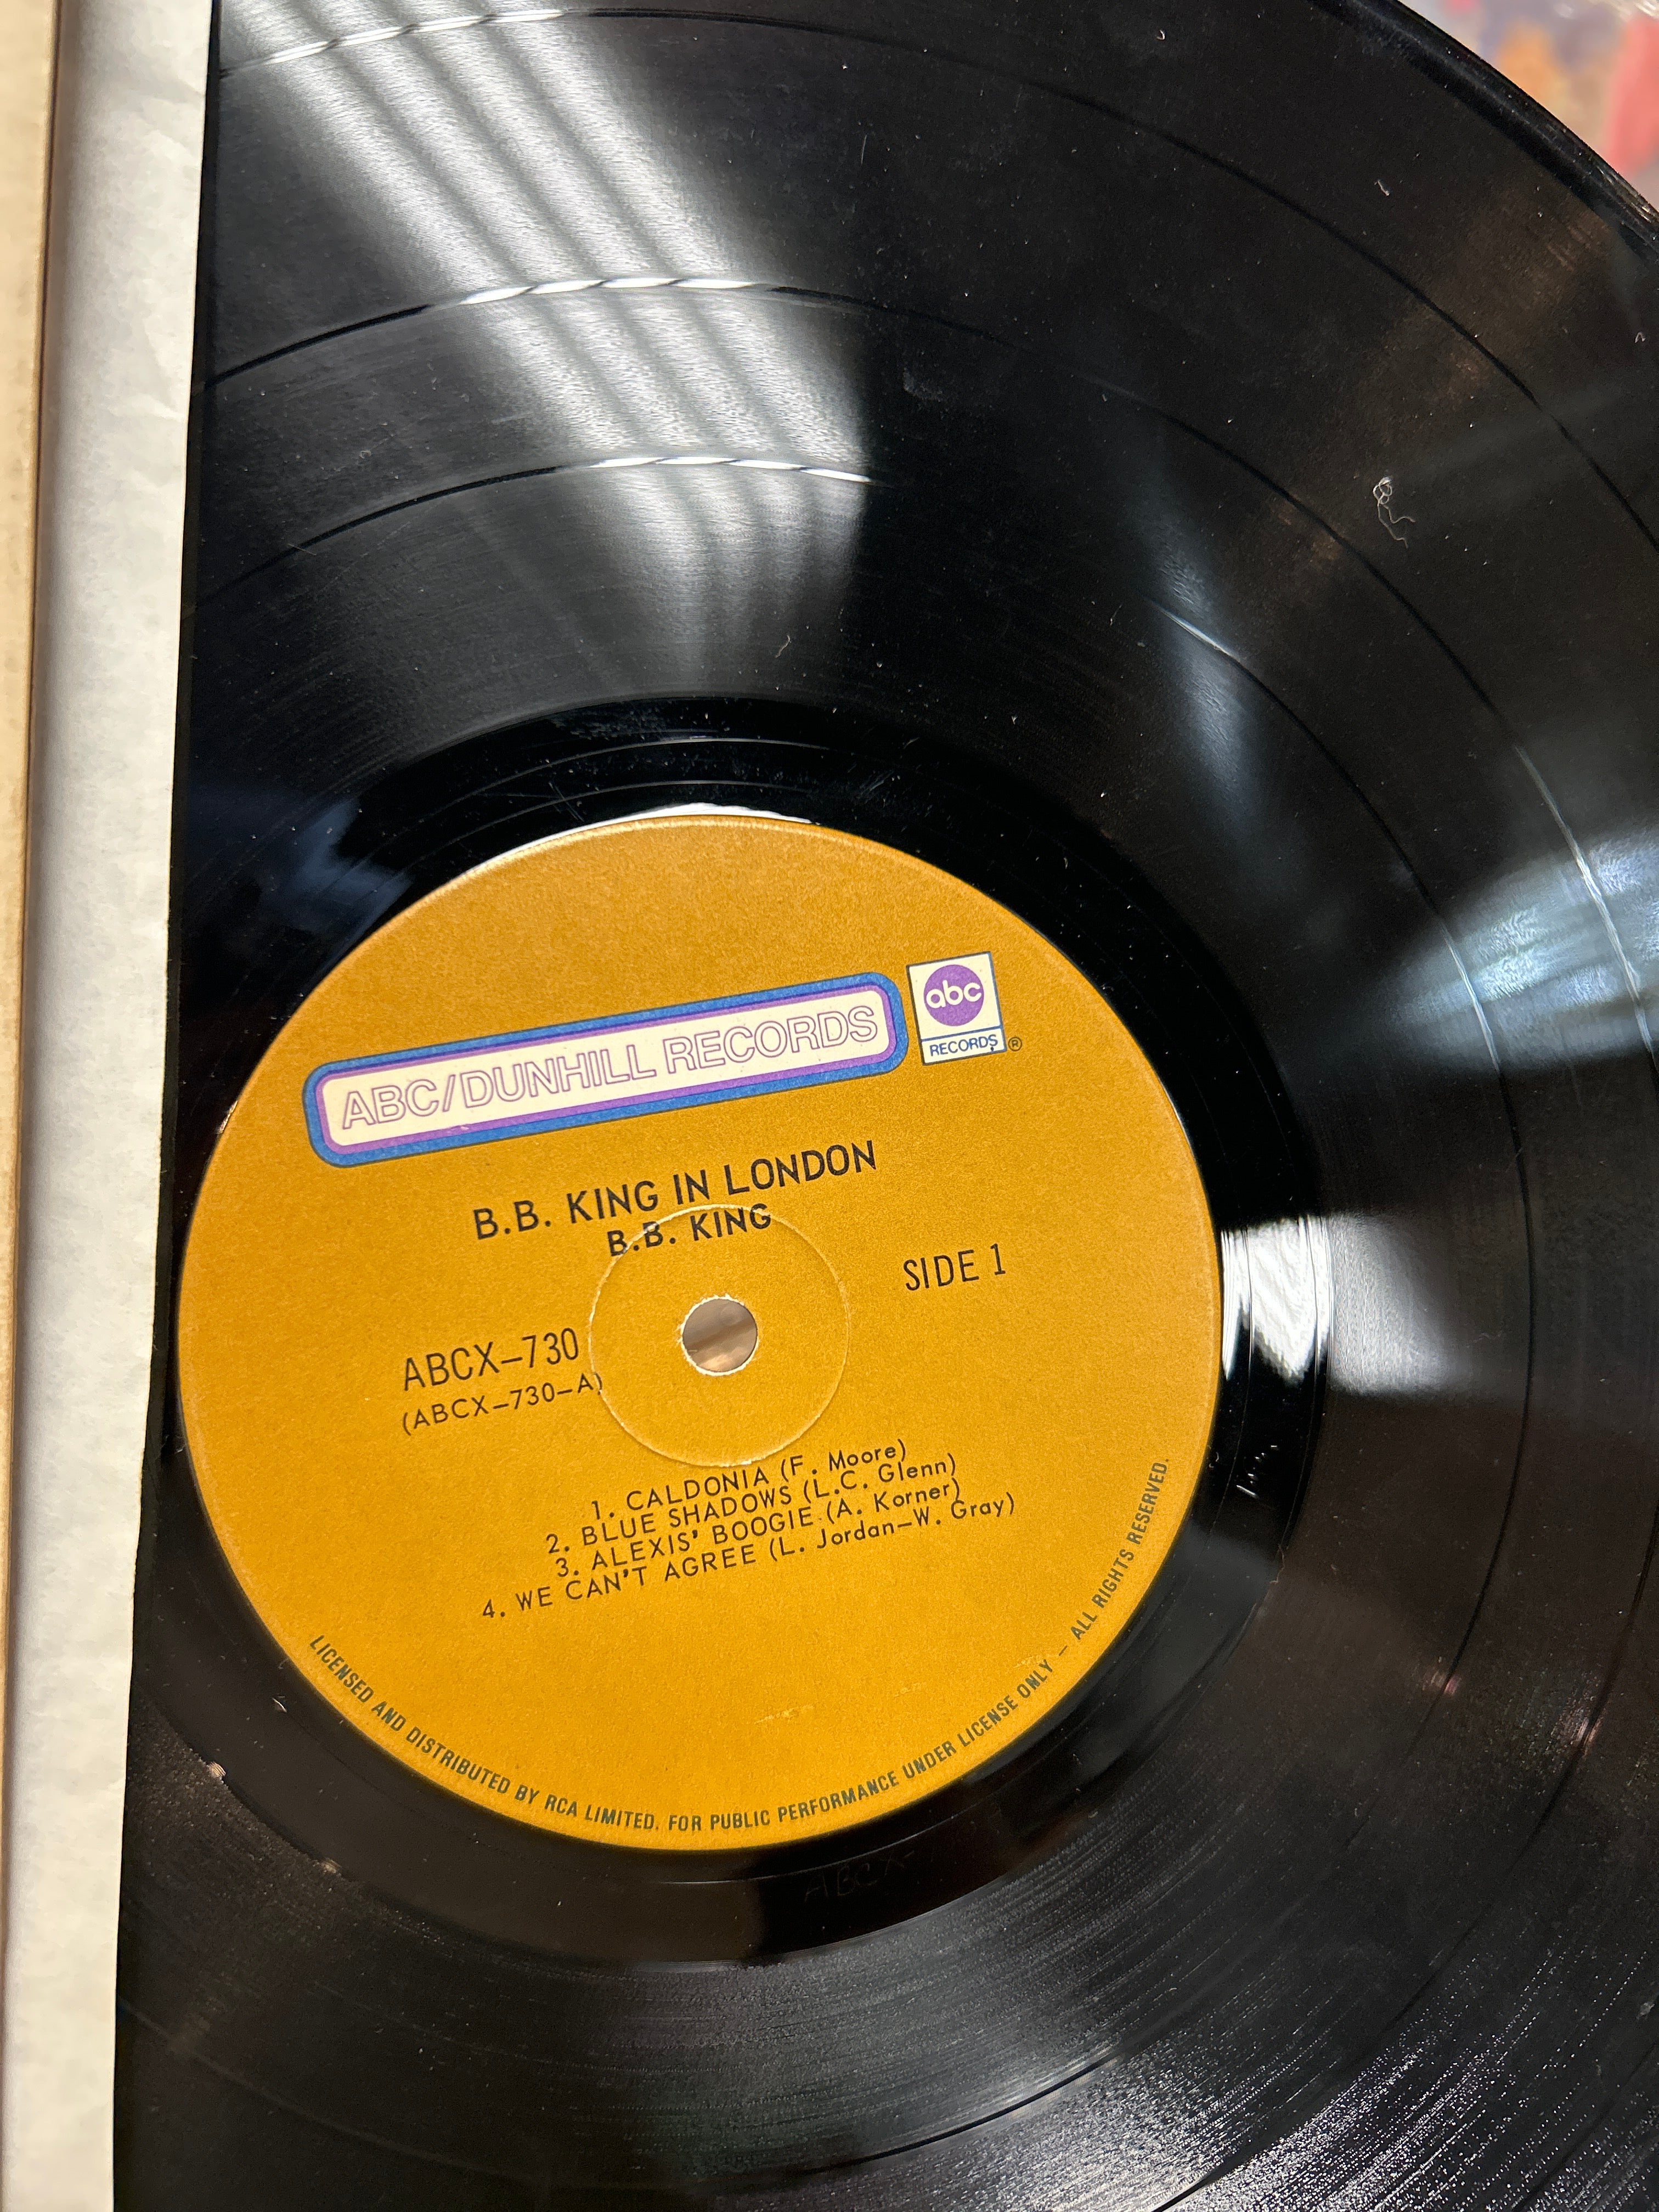 ABC/DUNHILL RECORDS
abc
RECORDS ®
B.B. KING IN LONDON
B.B. KING
SIDE 1
ABCX–730
(ABCX–730–A)
1. CALDONIA (F. Moore)
2. BLUE SHADOWS (L.C. Glenn)
3. ALEXIS' BOOGIE (A. Korner)
4. WE CAN'T AGREE (L. Jordan–W. Gray)
LICENSED AND DISTRIBUTED BY RCA LIMITED. FOR PUBLIC PERFORMANCE UNDER LICENSE ONLY – ALL RIGHTS RESERVED.